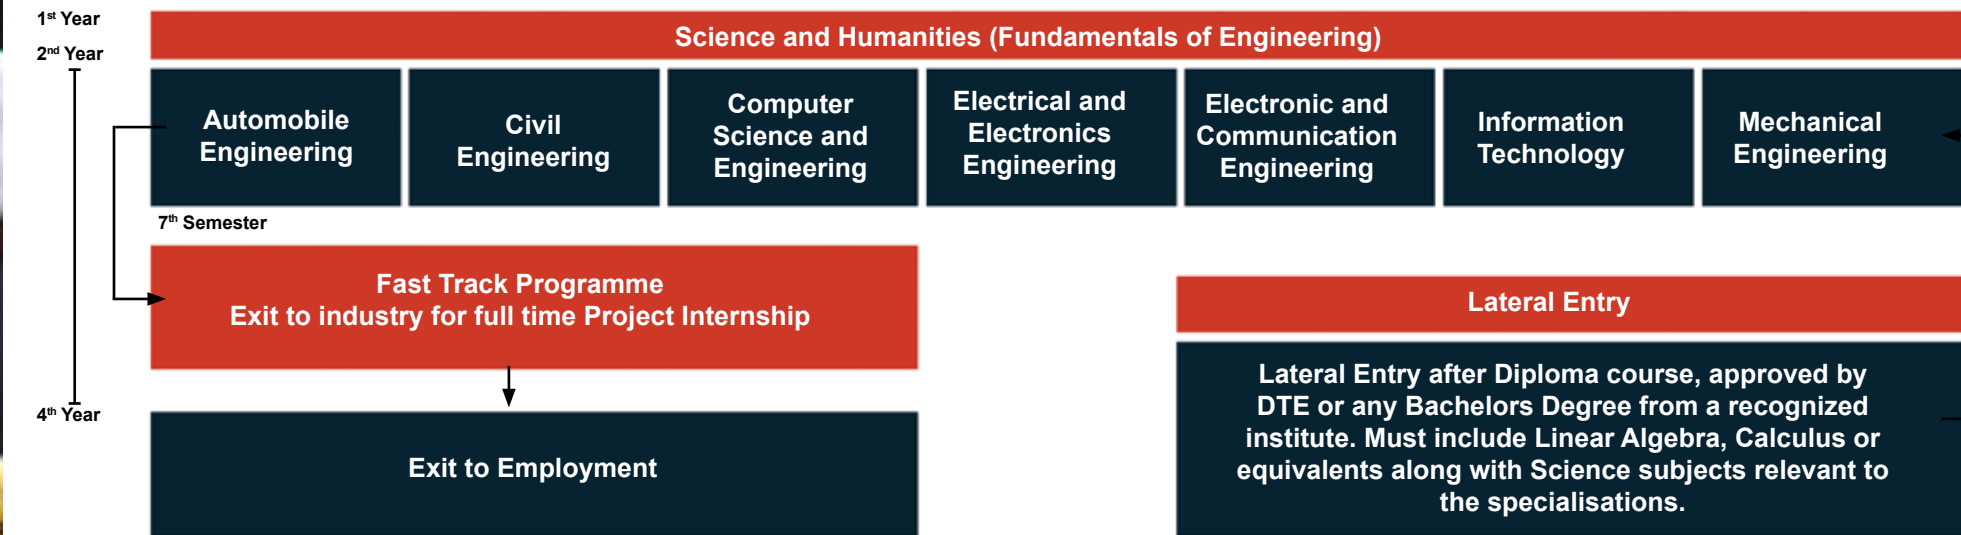 1st Year
Science and Humanities (Fundamentals of Engineering)
2nd Year
Automobile
Engineering
Civil
Engineering
Computer
Science and
Engineering
Electrical and
Electronics
Engineering
Electronic and
Communication
Engineering
Information
Technology
Mechanical
Engineering
7th Semester
Fast Track Programme
Exit to industry for full time Project Internship
Lateral Entry
Lateral Entry after Diploma course, approved by
DTE or any Bachelors Degree from a recognized
institute. Must include Linear Algebra, Calculus or
equivalents along with Science subjects relevant to
the specialisations.
4th Year
Exit to Employment